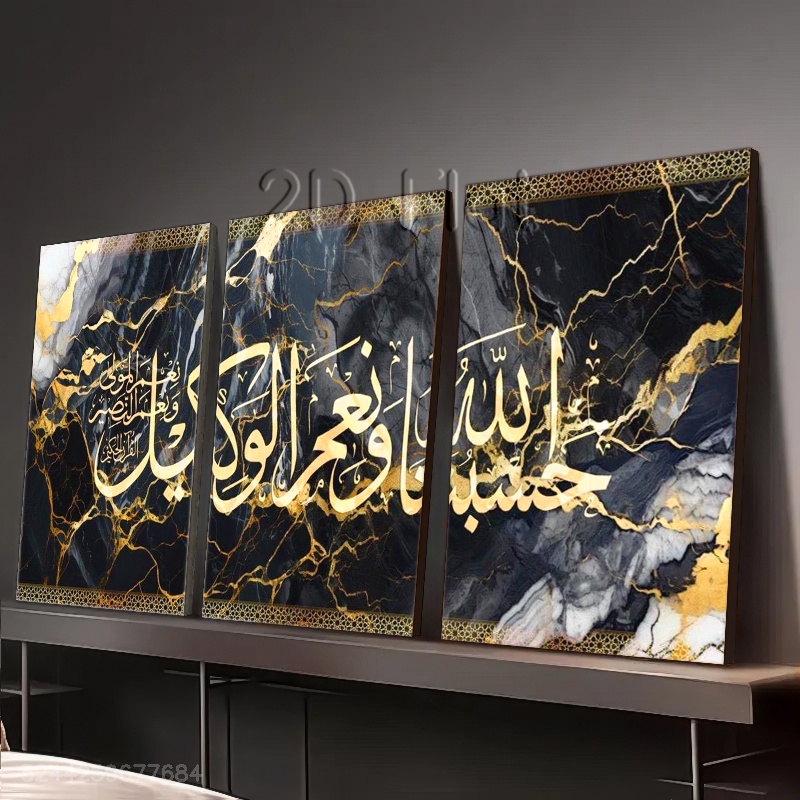 حسبنا الله ونعم الوكيل
نعم المولى
ونعم النصير